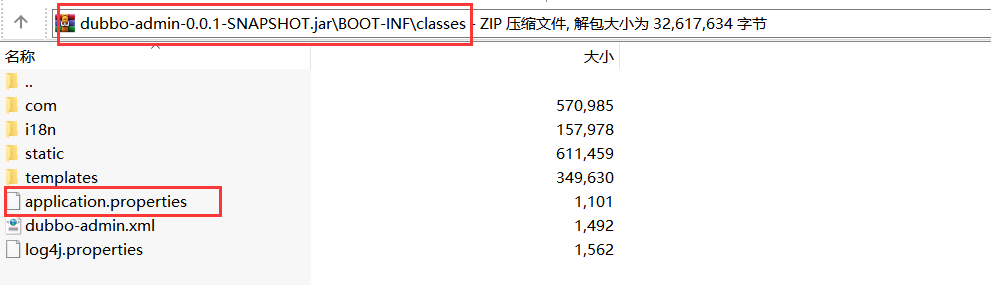 dubbo-admin-0.0.1-SNAPSHOT.jar\BOOT-INF\classes - ZIP 压缩文件, 解包大小为 32,617,634 字节
名称 大小
..
com 570,985
i18n 157,978
static 611,459
templates 349,630
application.properties 1,101
dubbo-admin.xml 1,492
log4j.properties 1,562